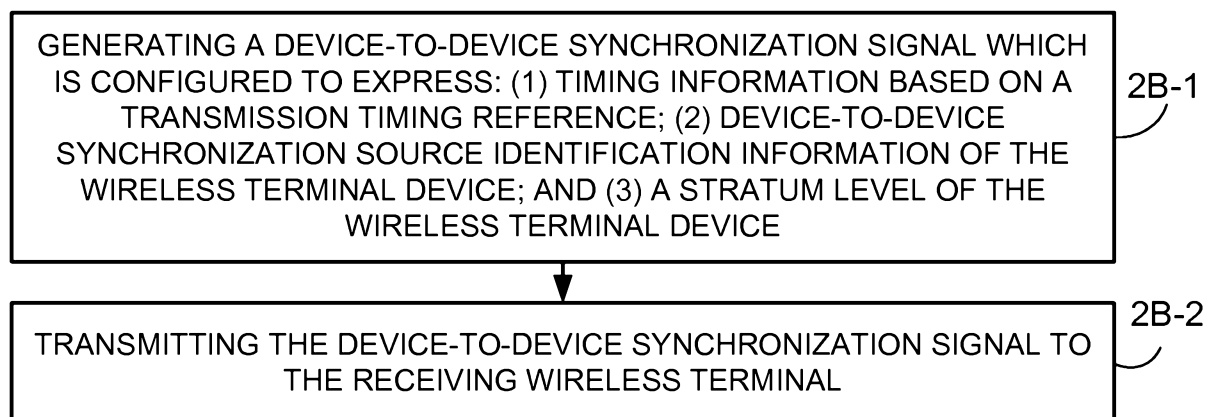 GENERATING A DEVICE-TO-DEVICE SYNCHRONIZATION SIGNAL WHICH
IS CONFIGURED TO EXPRESS: (1) TIMING INFORMATION BASED ON A
TRANSMISSION TIMING REFERENCE; (2) DEVICE-TO-DEVICE
SYNCHRONIZATION SOURCE IDENTIFICATION INFORMATION OF THE
WIRELESS TERMINAL DEVICE; AND (3) A STRATUM LEVEL OF THE
WIRELESS TERMINAL DEVICE
2B-1
TRANSMITTING THE DEVICE-TO-DEVICE SYNCHRONIZATION SIGNAL TO
THE RECEIVING WIRELESS TERMINAL
2B-2